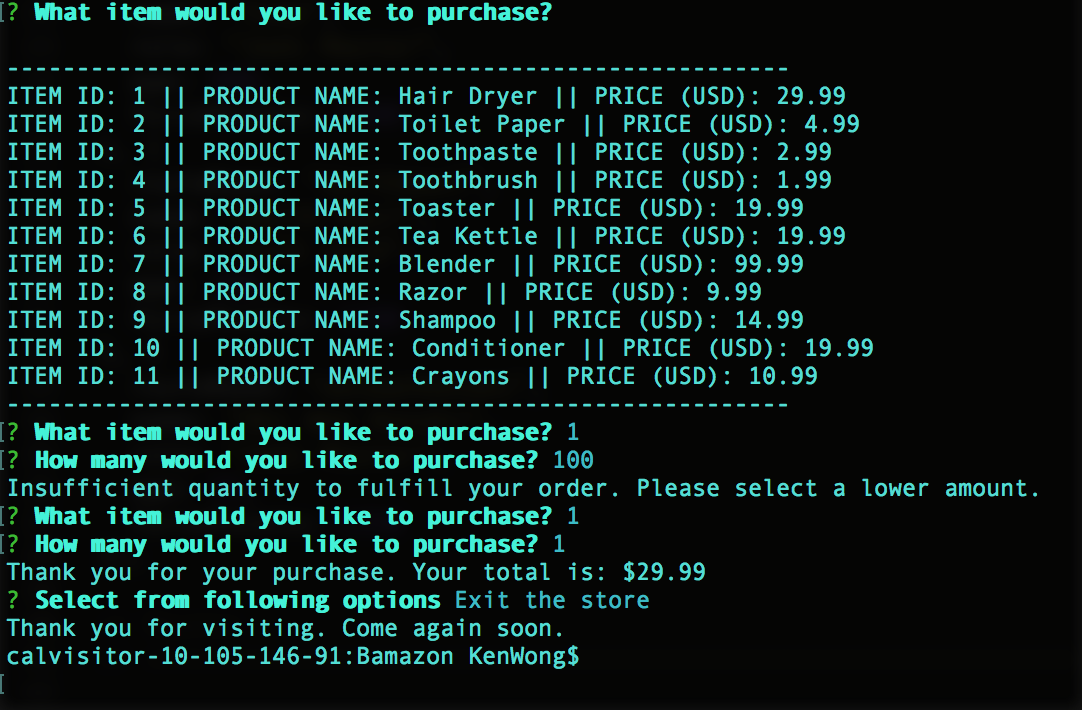 ? What item would you like to purchase?
--------------------------------------------------------
ITEM ID: 1 || PRODUCT NAME: Hair Dryer || PRICE (USD): 29.99
ITEM ID: 2 || PRODUCT NAME: Toilet Paper || PRICE (USD): 4.99
ITEM ID: 3 || PRODUCT NAME: Toothpaste || PRICE (USD): 2.99
ITEM ID: 4 || PRODUCT NAME: Toothbrush || PRICE (USD): 1.99
ITEM ID: 5 || PRODUCT NAME: Toaster || PRICE (USD): 19.99
ITEM ID: 6 || PRODUCT NAME: Tea Kettle || PRICE (USD): 19.99
ITEM ID: 7 || PRODUCT NAME: Blender || PRICE (USD): 99.99
ITEM ID: 8 || PRODUCT NAME: Razor || PRICE (USD): 9.99
ITEM ID: 9 || PRODUCT NAME: Shampoo || PRICE (USD): 14.99
ITEM ID: 10 || PRODUCT NAME: Conditioner || PRICE (USD): 19.99
ITEM ID: 11 || PRODUCT NAME: Crayons || PRICE (USD): 10.99
--------------------------------------------------------
? What item would you like to purchase? 1
? How many would you like to purchase? 100
Insufficient quantity to fulfill your order. Please select a lower amount.
? What item would you like to purchase? 1
? How many would you like to purchase? 1
Thank you for your purchase. Your total is: $29.99
? Select from following options Exit the store
Thank you for visiting. Come again soon.
calvisitor-10-105-146-91:Bamazon KenWong$